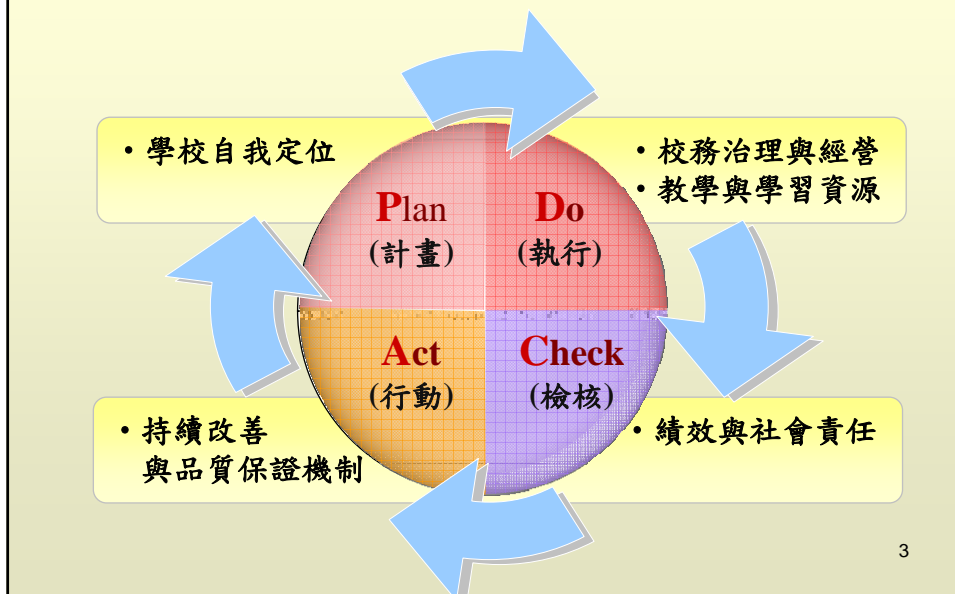 • 學校自我定位
Plan
(計畫)
Do
(執行)
• 校務治理與經營
• 教學與學習資源
Act
(行動)
Check
(檢核)
• 持續改善
與品質保證機制
• 績效與社會責任
3